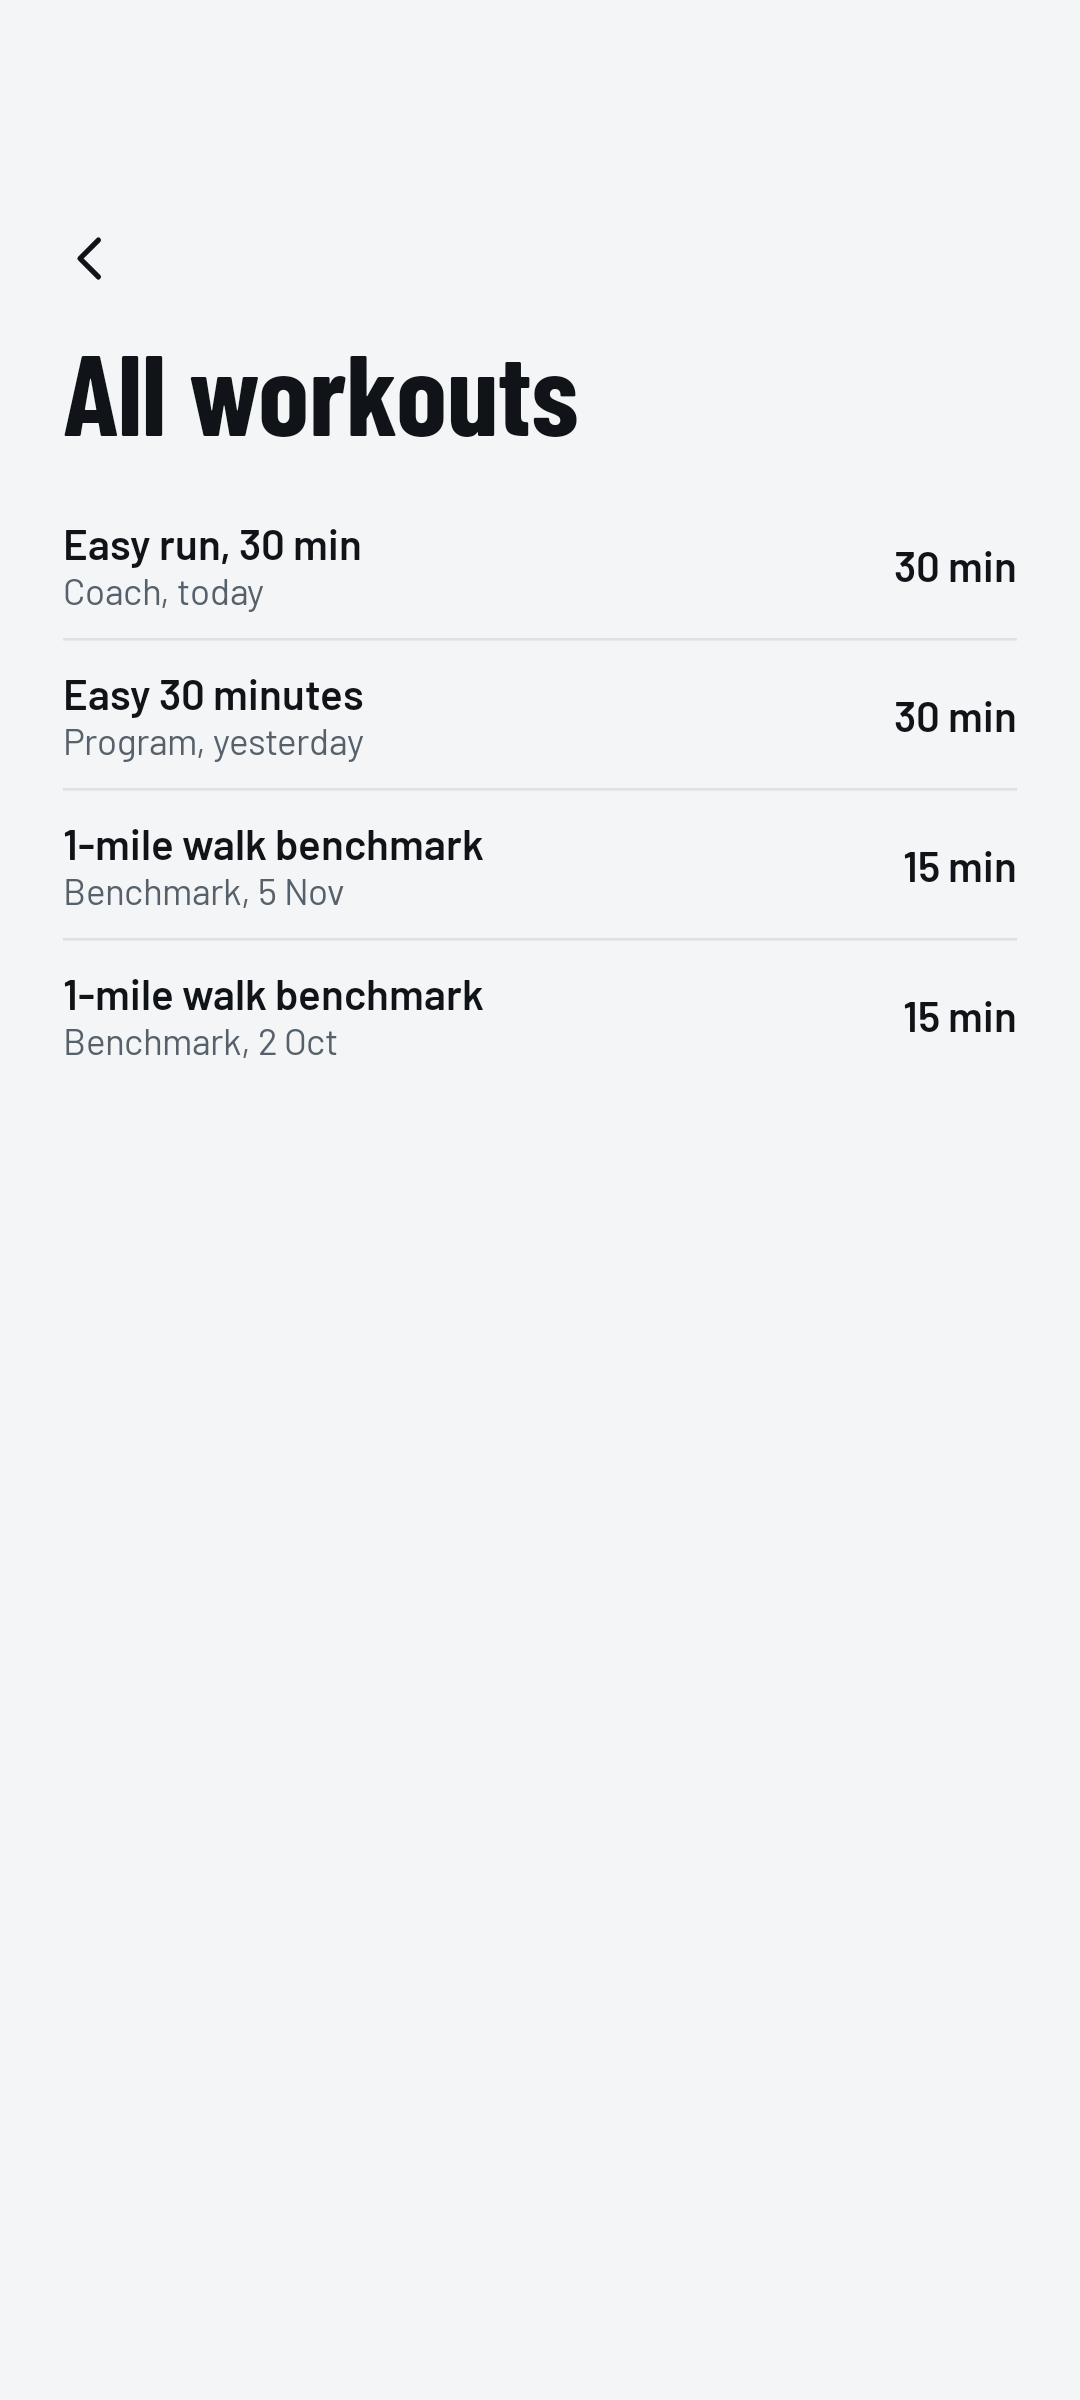 All workouts
Easy run, 30 min
Coach, today
30 min
Easy 30 minutes
Program, yesterday
30 min
1-mile walk benchmark
Benchmark, 5 Nov
15 min
1-mile walk benchmark
Benchmark, 2 Oct
15 min